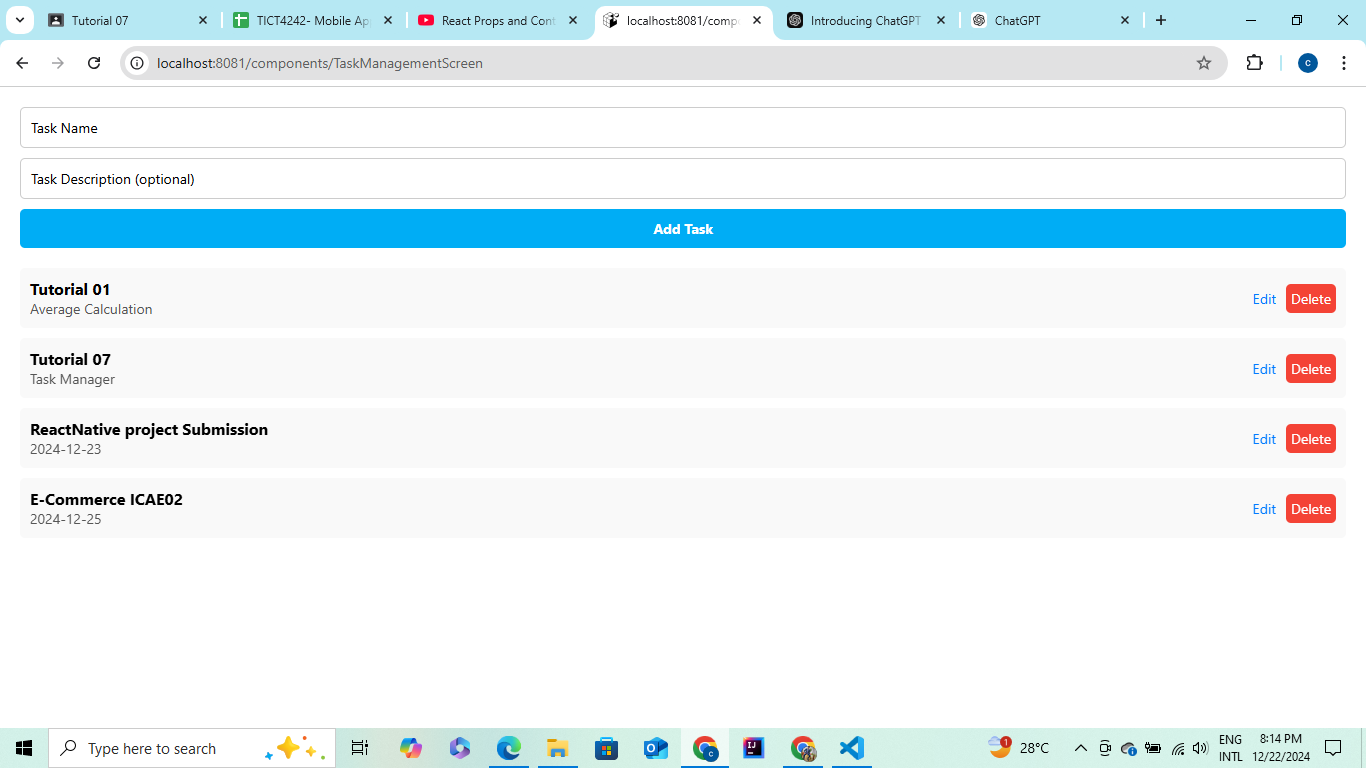 Tutorial 07
TICT4242- Mobile Ap
React Props and Cont
localhost:8081/comp
Introducing ChatGPT
ChatGPT
localhost:8081/components/TaskManagementScreen
c
Task Name
Task Description (optional)
Add Task
Tutorial 01
Average Calculation
Edit
Delete
Tutorial 07
Task Manager
Edit
Delete
ReactNative project Submission
2024-12-23
Edit
Delete
E-Commerce ICAE02
2024-12-25
Edit
Delete
Type here to search
1
28°C
ENG
INTL
8:14 PM
12/22/2024